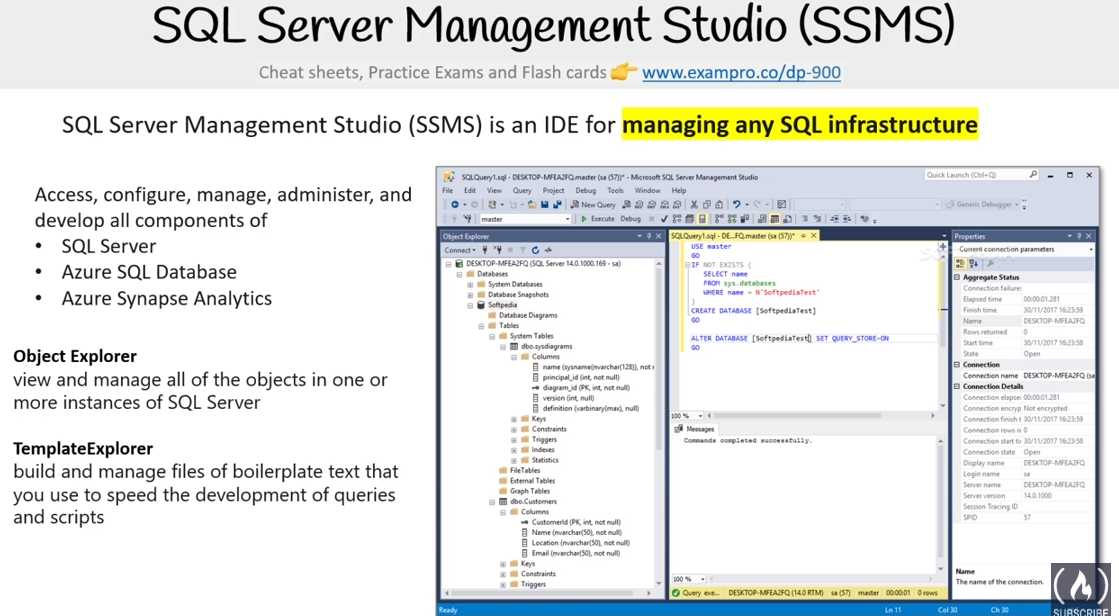 SQL Server Management Studio (SSMS)
Cheat sheets, Practice Exams and Flash cards 👉 www.exampro.co/dp-900
SQL Server Management Studio (SSMS) is an IDE for managing any SQL infrastructure
Access, configure, manage, administer, and
develop all components of
• SQL Server
• Azure SQL Database
• Azure Synapse Analytics
Object Explorer
view and manage all of the objects in one or
more instances of SQL Server
TemplateExplorer
build and manage files of boilerplate text that
you use to speed the development of queries
and scripts
SQLQuery1.sql - DESKTOP-MFEA2FQ.master (sa (57))* - Microsoft SQL Server Management Studio
Quick Launch (Ctrl+Q)
File Edit View Query Project Debug Tools Window Help
New Query
Generic Debugger
master
Execute Debug
Object Explorer
Connect
DESKTOP-MFEA2FQ (SQL Server 14.0.1000.169 - sa)
Databases
System Databases
Database Snapshots
Softpedia
Database Diagrams
Tables
System Tables
dbo.sysdiagrams
Columns
name (sysname(nvarchar(128)), not r
principal_id (int, not null)
diagram_id (PK, int, not null)
version (int, null)
definition (varbinary(max), null)
Keys
Constraints
Triggers
Indexes
Statistics
FileTables
External Tables
Graph Tables
dbo.Customers
Columns
CustomerId (PK, int, not null)
Name (nvarchar(50), not null)
Location (nvarchar(50), not null)
Email (nvarchar(50), not null)
Keys
Constraints
Triggers
SQLQuery1.sql - DE...FQ.master (sa (57))*
USE master
GO
IF NOT EXISTS (
SELECT name
FROM sys.databases
WHERE name = N'SoftpediaTest'
)
CREATE DATABASE [SoftpediaTest]
GO
ALTER DATABASE [SoftpediaTest] SET QUERY_STORE=ON
GO
100 %
Messages
Commands completed successfully.
100 %
Query exe... DESKTOP-MFEA2FQ (14.0 RTM) sa (57) master 00:00:01 0 rows
Properties
Current connection parameters
Aggregate Status
Connection failure:
Elapsed time 00:00:01.281
Finish time 30/11/2017 16:23:59
Name DESKTOP-MFEA2FQ
Rows returned 0
Start time 30/11/2017 16:23:58
State Open
Connection
Connection name DESKTOP-MFEA2FQ (sa
Connection Details
Connection elapse 00:00:01.281
Connection encryp Not encrypted
Connection finish t 30/11/2017 16:23:59
Connection rows re 0
Connection start ti 30/11/2017 16:23:58
Connection state Open
Display name DESKTOP-MFEA2FQ
Login name sa
Server name DESKTOP-MFEA2FQ
Server version 14.0.1000
Session Tracing ID
SPID 57
Name
The name of the connection.
Ready Ln 11 Col 30 Ch 30
SUBSCRIBE